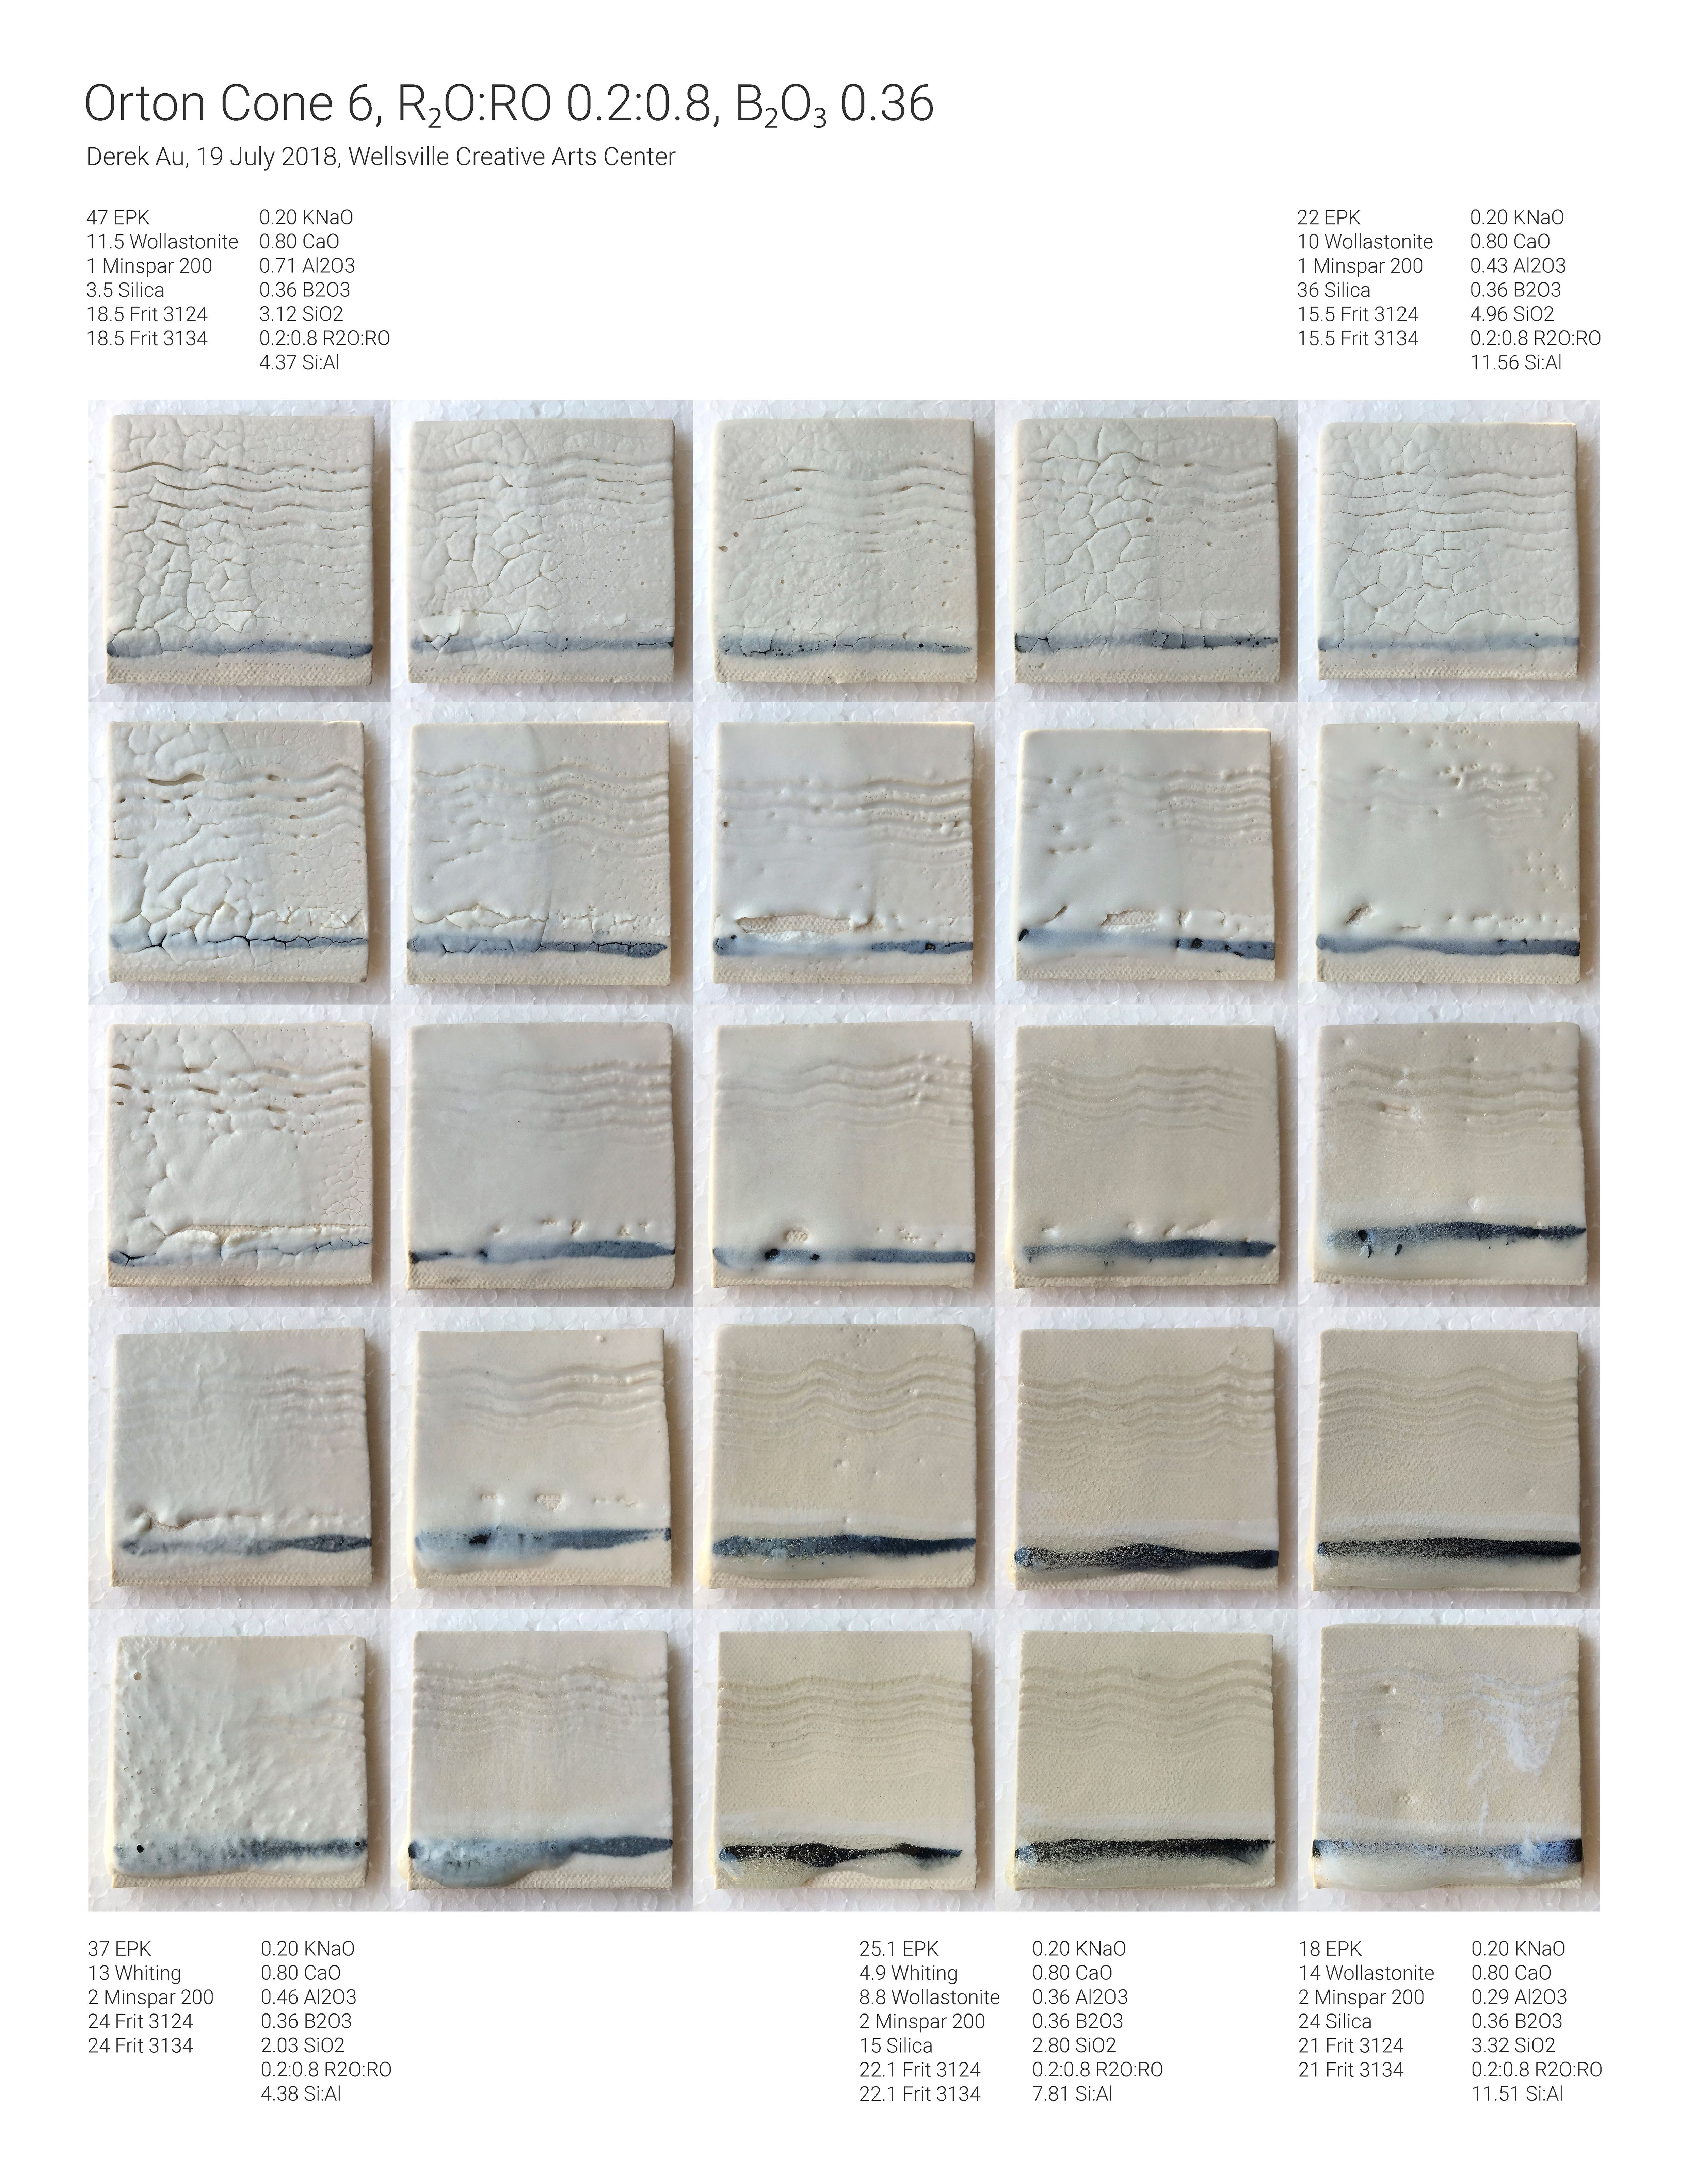 Orton Cone 6, R₂O:RO 0.2:0.8, B₂O₃ 0.36
Derek Au, 19 July 2018, Wellsville Creative Arts Center
47 EPK
11.5 Wollastonite
1 Minspar 200
3.5 Silica
18.5 Frit 3124
18.5 Frit 3134
0.20 KNaO
0.80 CaO
0.71 Al2O3
0.36 B2O3
3.12 SiO2
0.2:0.8 R2O:RO
4.37 Si:Al
22 EPK
10 Wollastonite
1 Minspar 200
36 Silica
15.5 Frit 3124
15.5 Frit 3134
0.20 KNaO
0.80 CaO
0.43 Al2O3
0.36 B2O3
4.96 SiO2
0.2:0.8 R2O:RO
11.56 Si:Al
37 EPK
13 Whiting
2 Minspar 200
24 Frit 3124
24 Frit 3134
0.20 KNaO
0.80 CaO
0.46 Al2O3
0.36 B2O3
2.03 SiO2
0.2:0.8 R2O:RO
4.38 Si:Al
25.1 EPK
4.9 Whiting
8.8 Wollastonite
2 Minspar 200
15 Silica
22.1 Frit 3124
22.1 Frit 3134
0.20 KNaO
0.80 CaO
0.36 Al2O3
0.36 B2O3
2.80 SiO2
0.2:0.8 R2O:RO
7.81 Si:Al
18 EPK
14 Wollastonite
2 Minspar 200
24 Silica
21 Frit 3124
21 Frit 3134
0.20 KNaO
0.80 CaO
0.29 Al2O3
0.36 B2O3
3.32 SiO2
0.2:0.8 R2O:RO
11.51 Si:Al